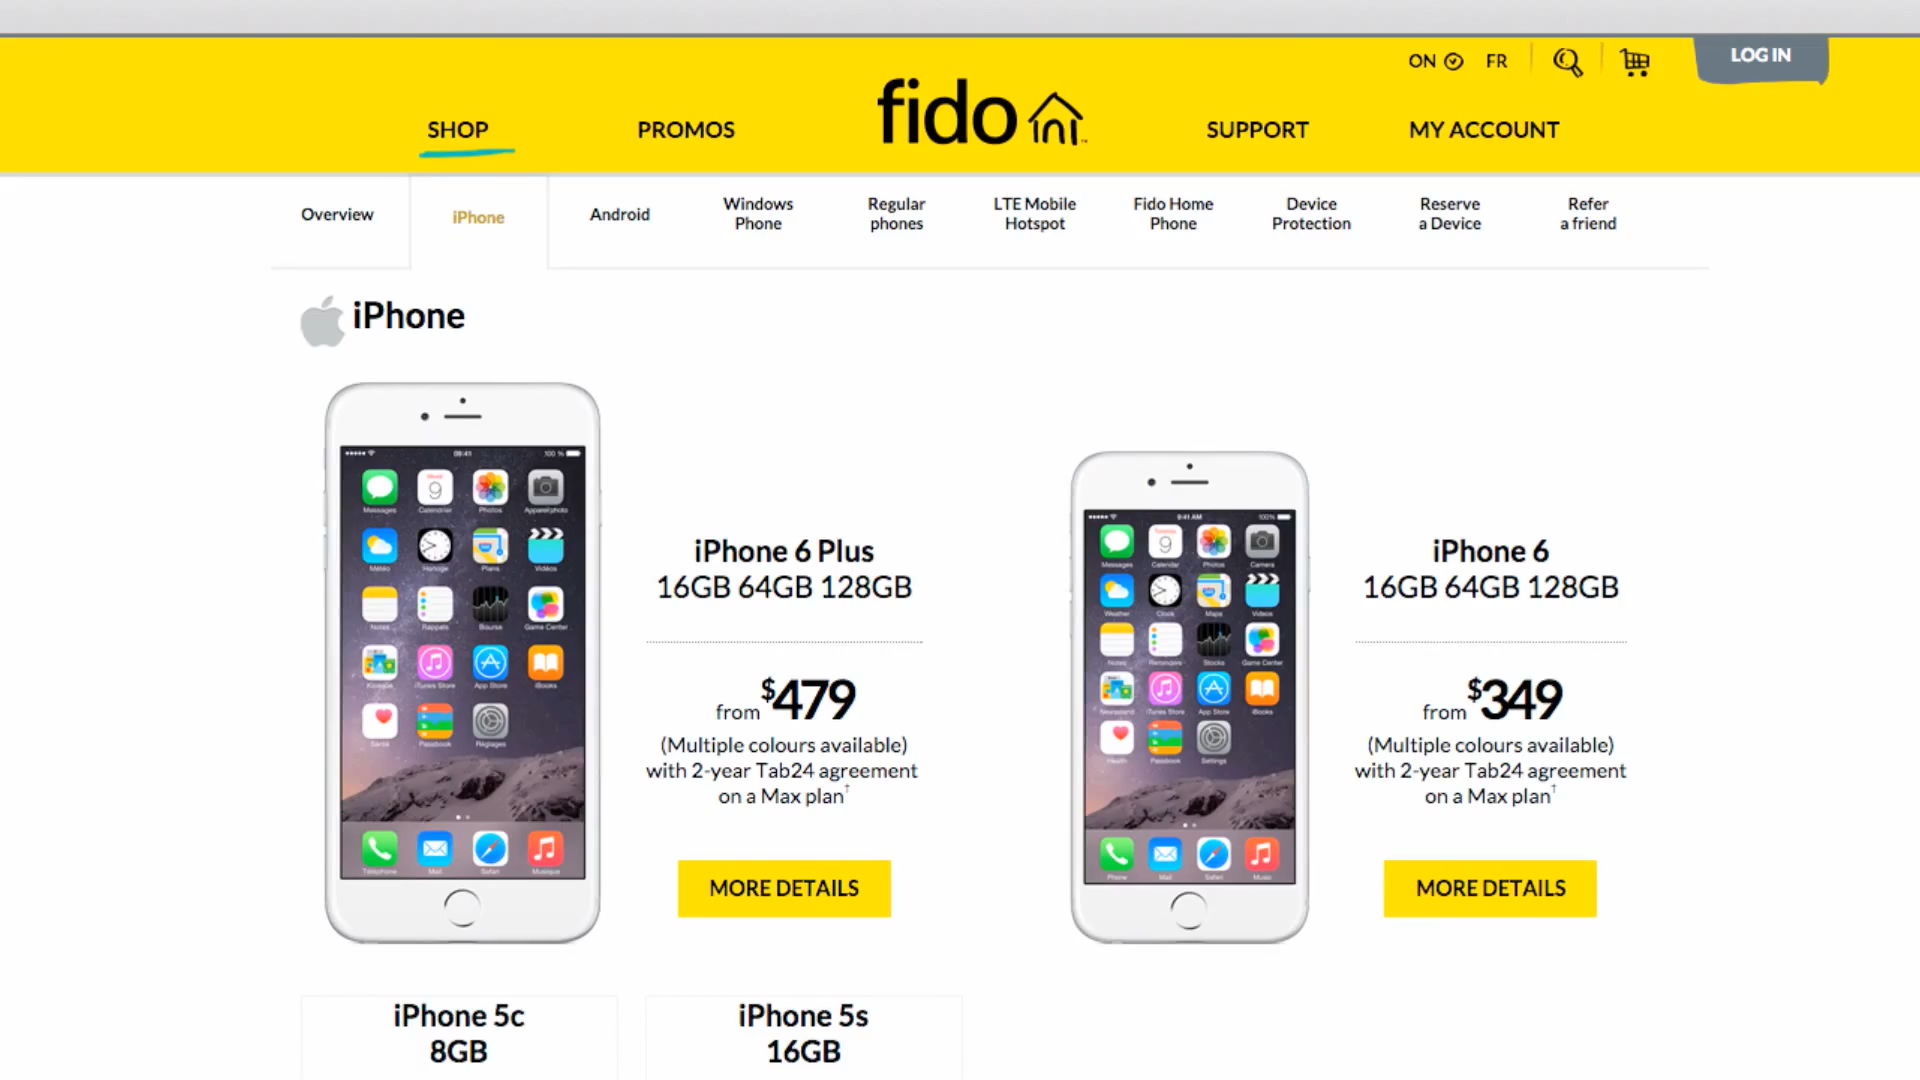 ON FR LOG IN
SHOP PROMOS fido SUPPORT MY ACCOUNT
Overview
iPhone
Android
Windows
Phone
Regular
phones
LTE Mobile
Hotspot
Fido Home
Phone
Device
Protection
Reserve
a Device
Refer
a friend
iPhone
iPhone 6 Plus
16GB 64GB 128GB
from $479
(Multiple colours available)
with 2-year Tab24 agreement
on a Max plan†
MORE DETAILS
iPhone 6
16GB 64GB 128GB
from $349
(Multiple colours available)
with 2-year Tab24 agreement
on a Max plan†
MORE DETAILS
iPhone 5c
8GB
iPhone 5s
16GB